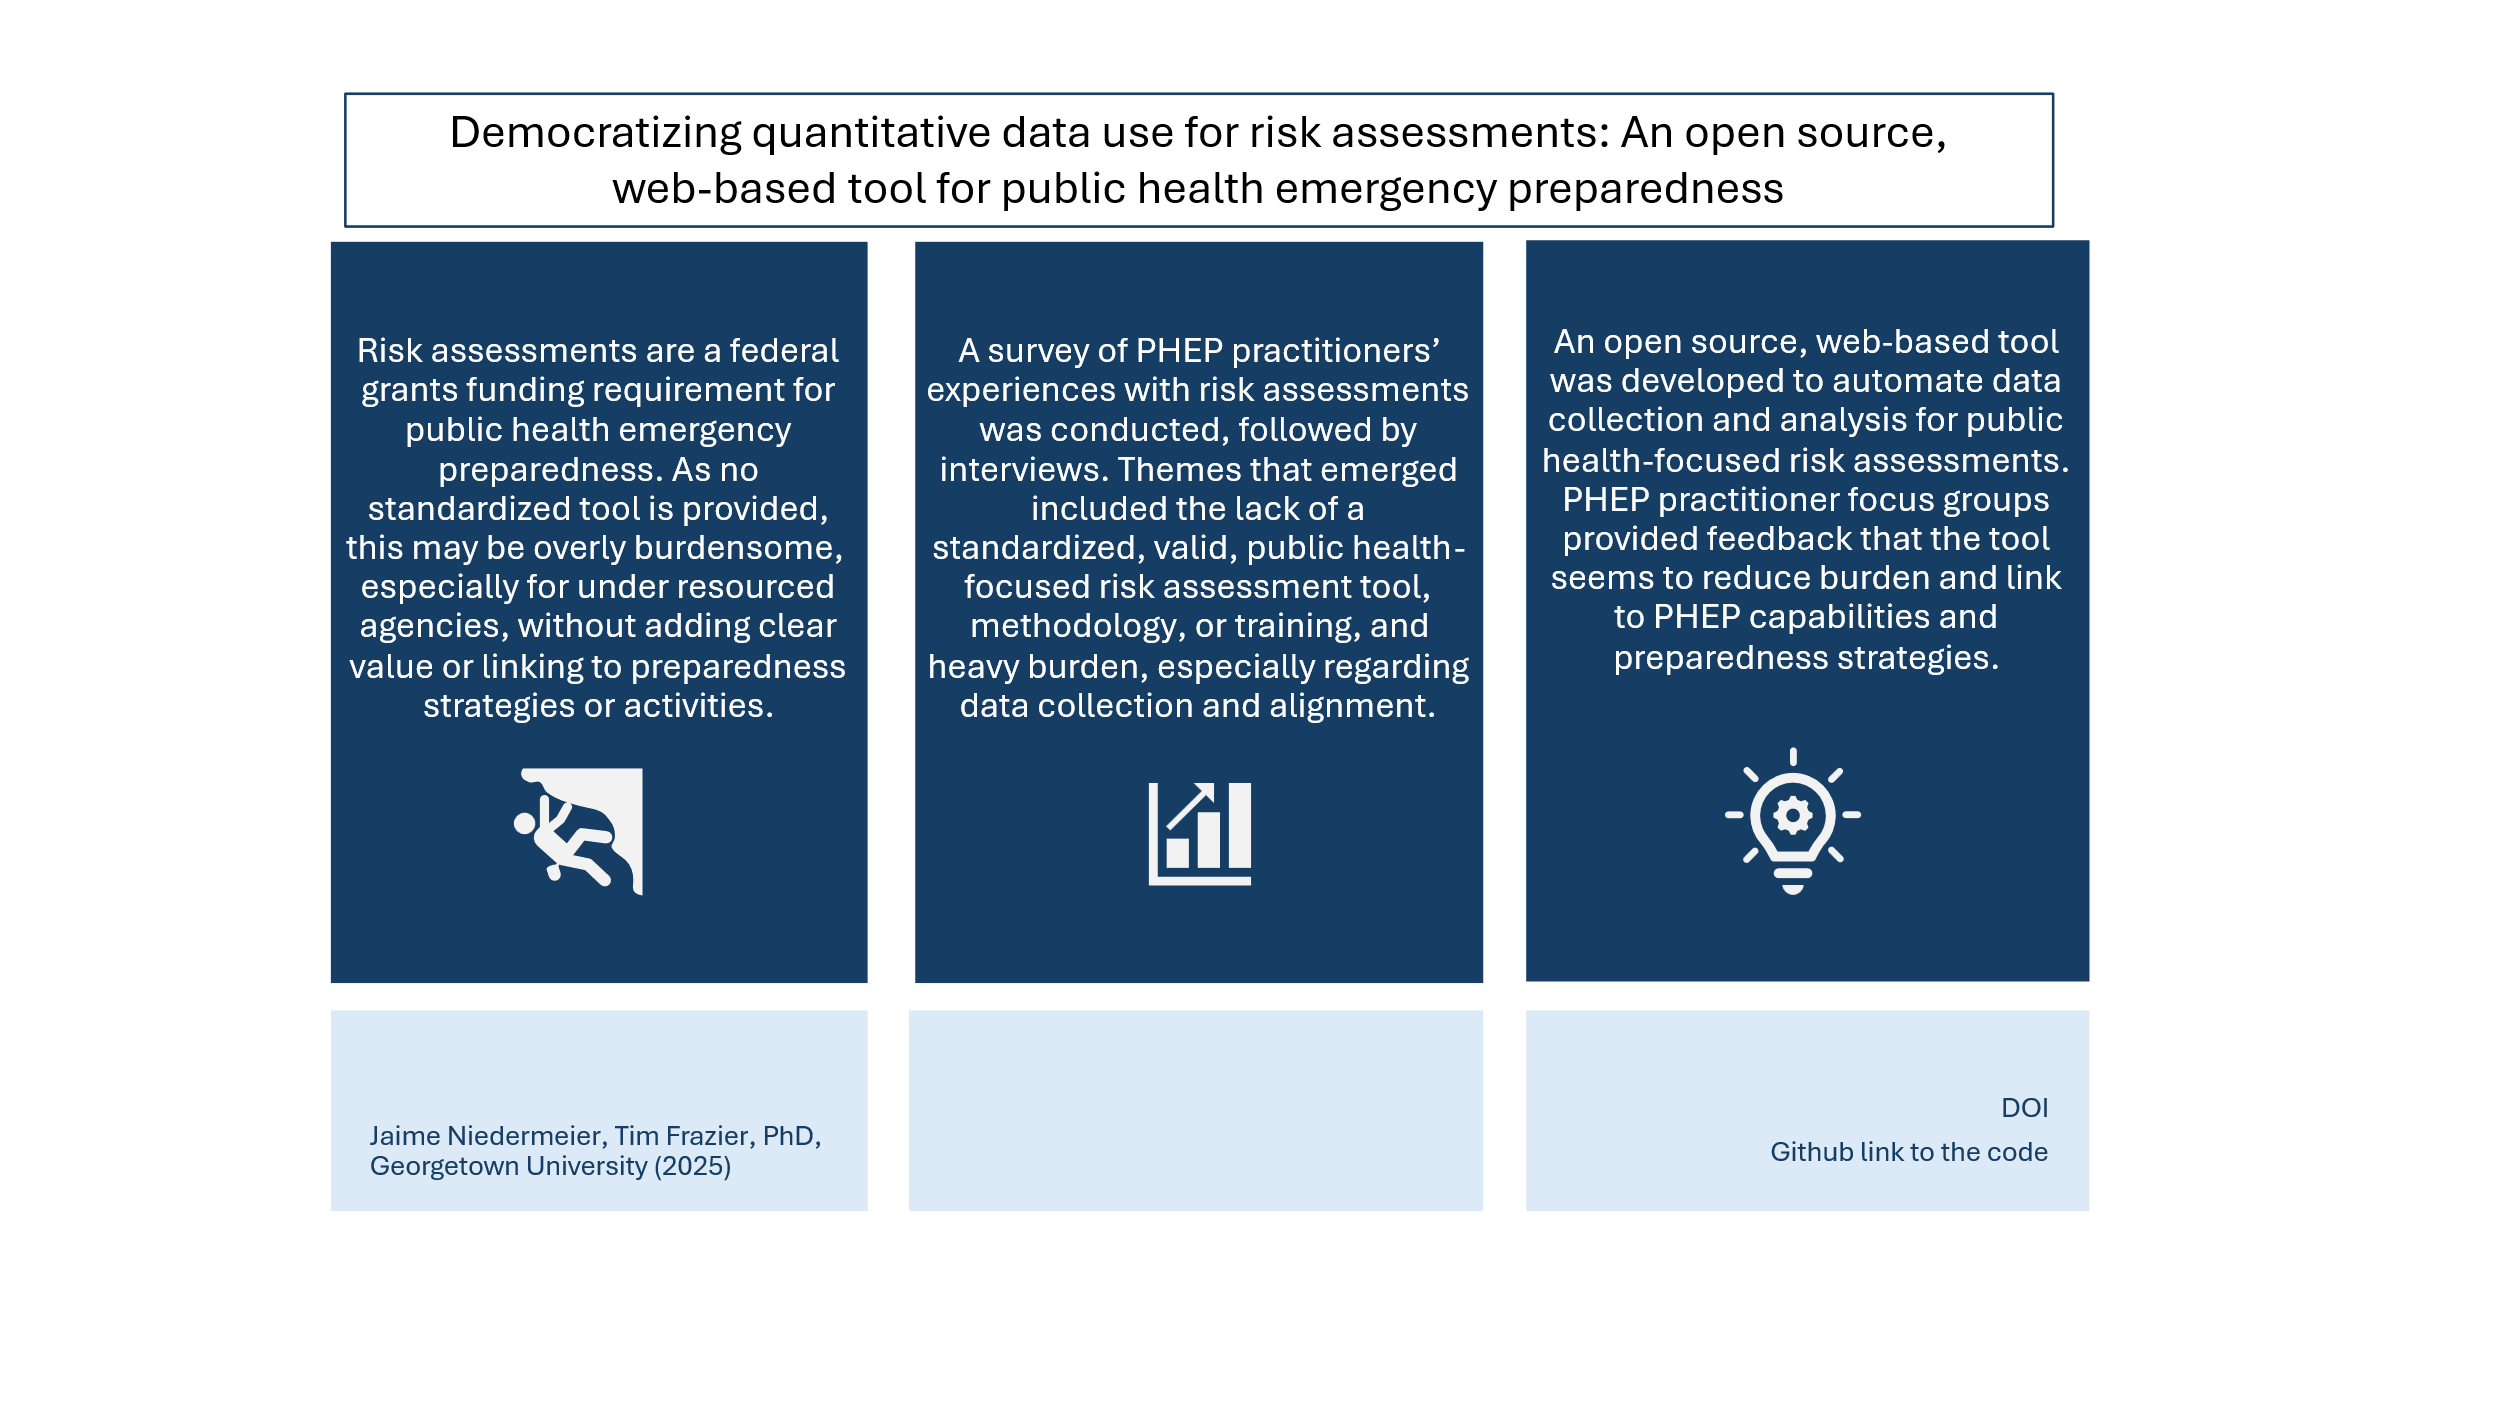 Democratizing quantitative data use for risk assessments: An open source,
web-based tool for public health emergency preparedness
Risk assessments are a federal
grants funding requirement for
public health emergency
preparedness. As no
standardized tool is provided,
this may be overly burdensome,
especially for under resourced
agencies, without adding clear
value or linking to preparedness
strategies or activities.
A survey of PHEP practitioners’
experiences with risk assessments
was conducted, followed by
interviews. Themes that emerged
included the lack of a
standardized, valid, public health-
focused risk assessment tool,
methodology, or training, and
heavy burden, especially regarding
data collection and alignment.
An open source, web-based tool
was developed to automate data
collection and analysis for public
health-focused risk assessments.
PHEP practitioner focus groups
provided feedback that the tool
seems to reduce burden and link
to PHEP capabilities and
preparedness strategies.
Jaime Niedermeier, Tim Frazier, PhD,
Georgetown University (2025)
DOI
Github link to the code